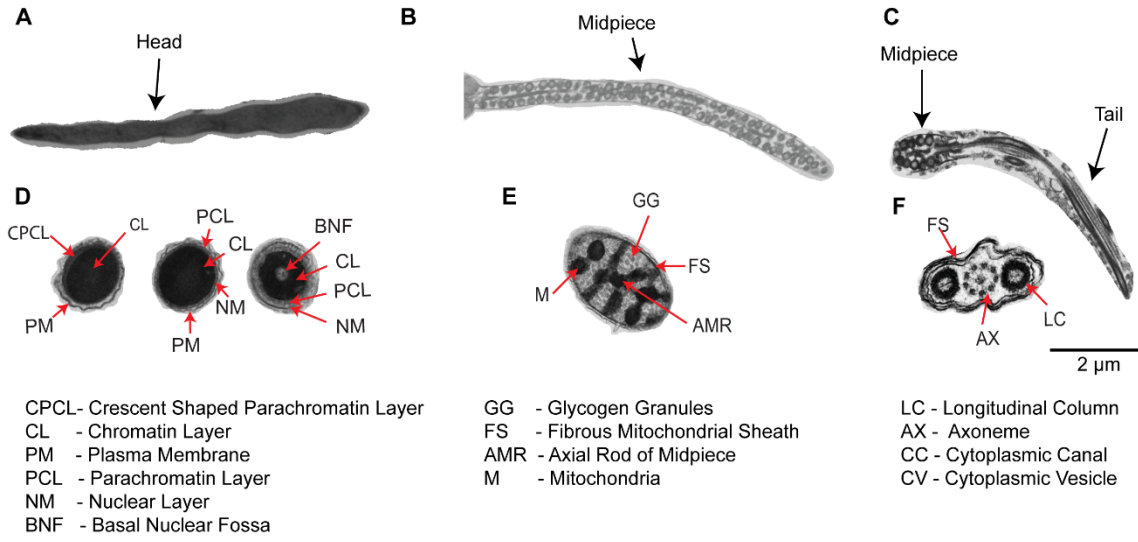 A
Head
B
Midpiece
C
Midpiece
Tail
D
CPCL
CL
PM
PCL
CL
NM
PM
BNF
CL
PCL
NM
E
GG
FS
M
AMR
F
FS
AX
LC
2 µm
CPCL- Crescent Shaped Parachromatin Layer
CL - Chromatin Layer
PM - Plasma Membrane
PCL - Parachromatin Layer
NM - Nuclear Layer
BNF - Basal Nuclear Fossa
GG - Glycogen Granules
FS - Fibrous Mitochondrial Sheath
AMR - Axial Rod of Midpiece
M - Mitochondria
LC - Longitudinal Column
AX - Axoneme
CC - Cytoplasmic Canal
CV - Cytoplasmic Vesicle